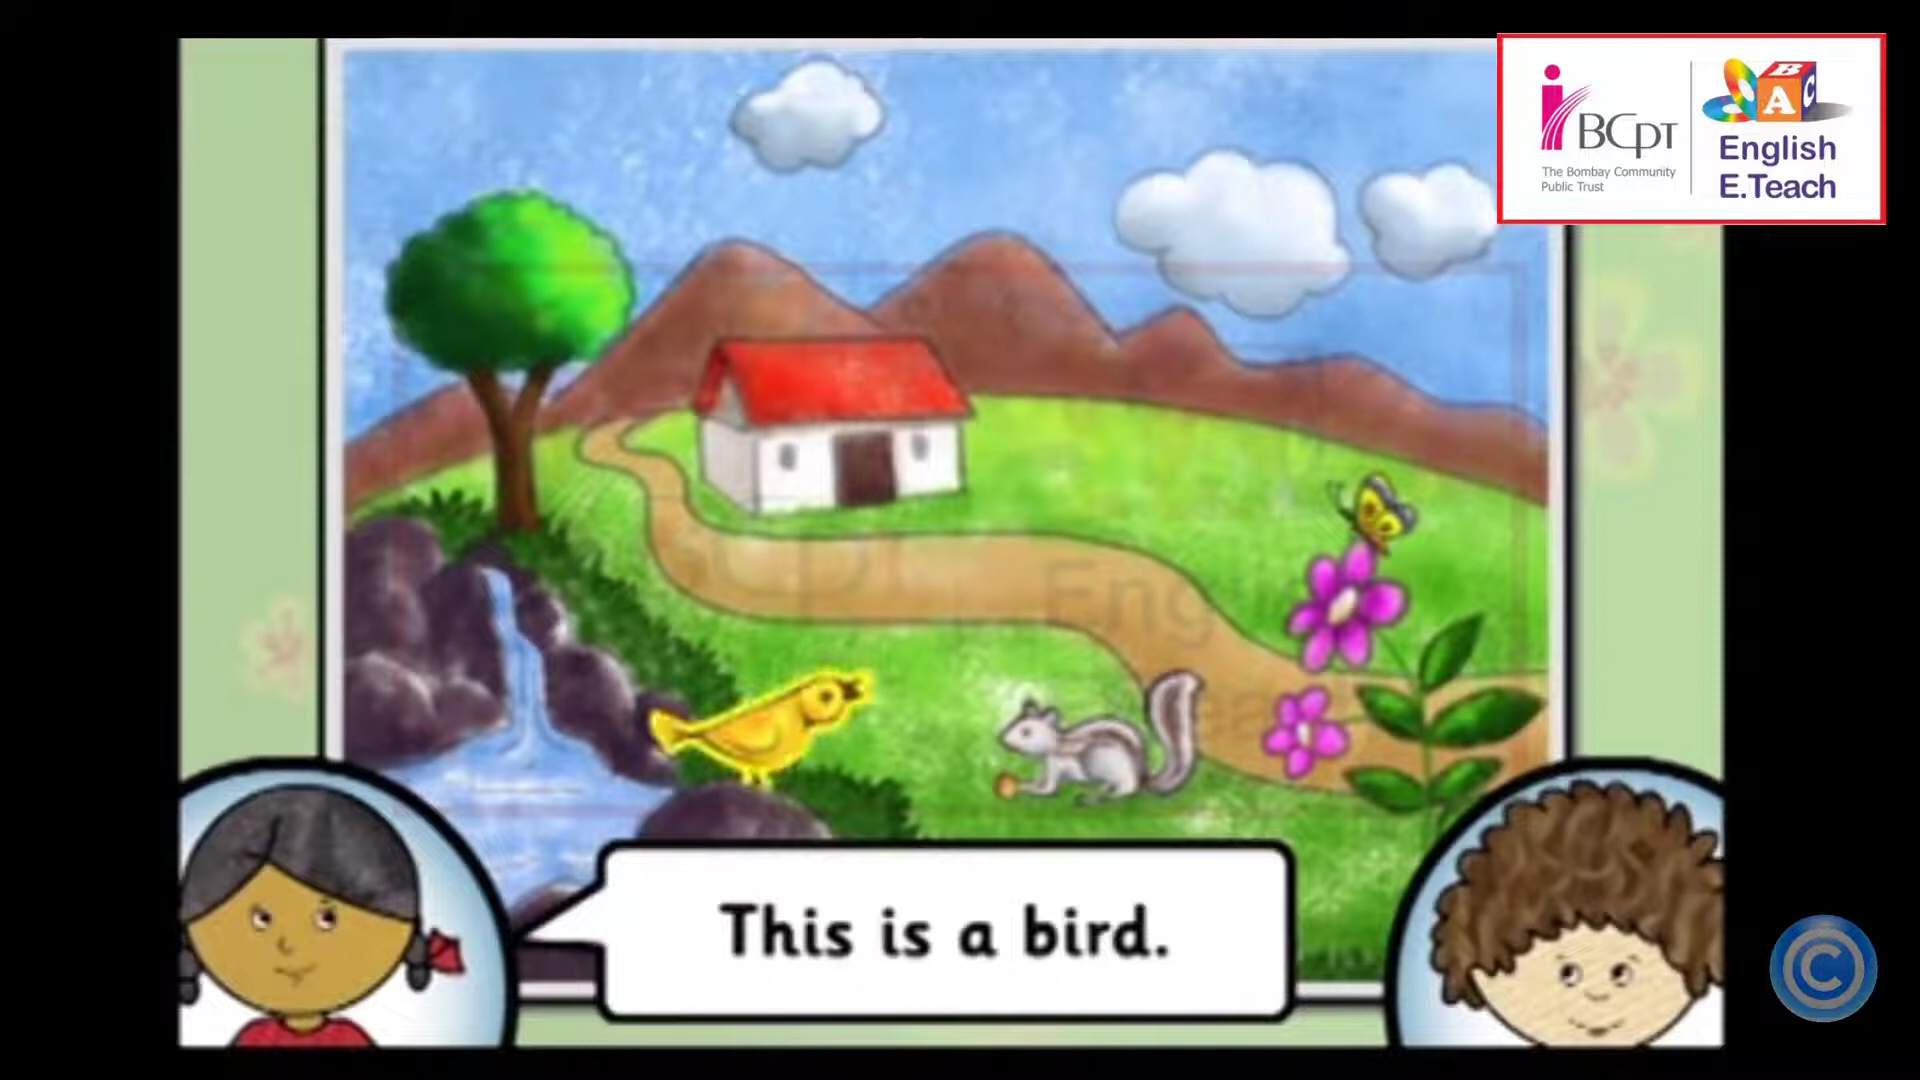 BCPT
The Bombay Community
Public Trust
B
A C
English
E.Teach
This is a bird.
©